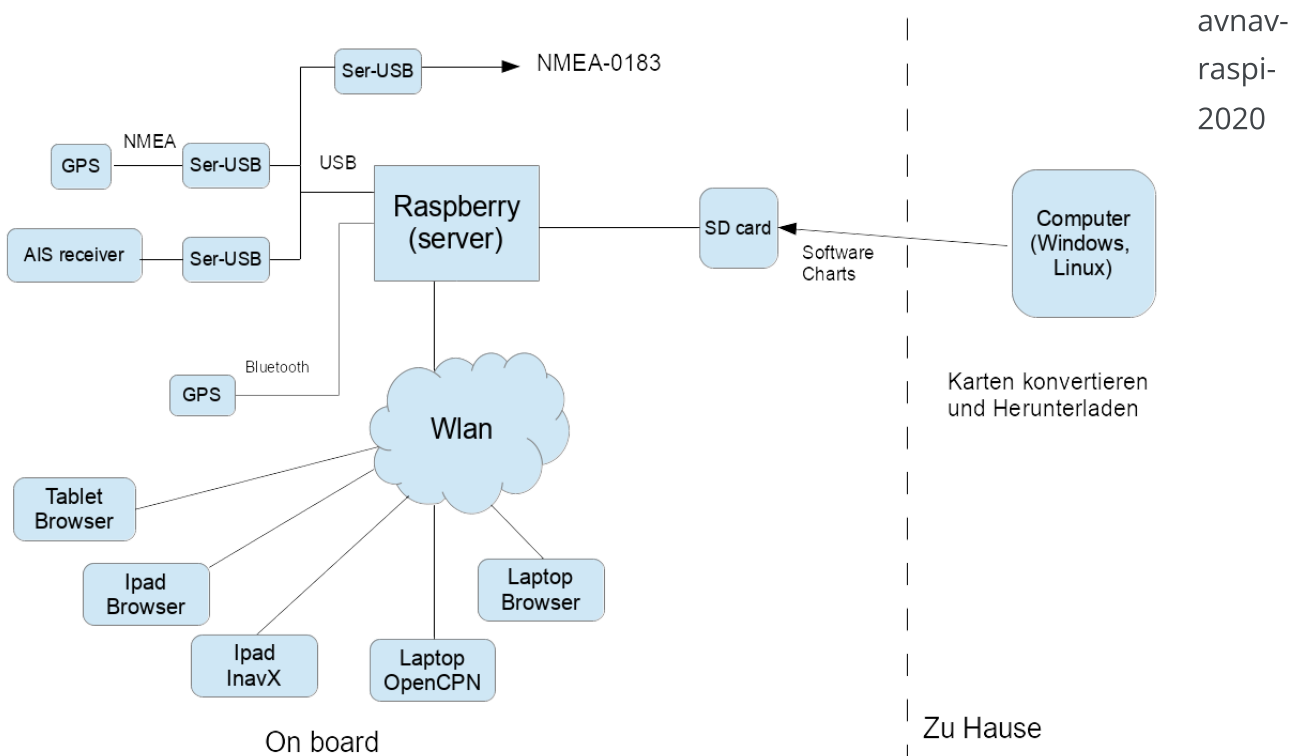 avnav-
raspi-
2020
Ser-USB
NMEA-0183
GPS
NMEA
Ser-USB
USB
AIS receiver
Ser-USB
Raspberry
(server)
SD card
Software
Charts
Computer
(Windows,
Linux)
GPS
Bluetooth
Karten konvertieren
und Herunterladen
Wlan
Tablet
Browser
Ipad
Browser
Ipad
InavX
Laptop
OpenCPN
Laptop
Browser
On board
Zu Hause